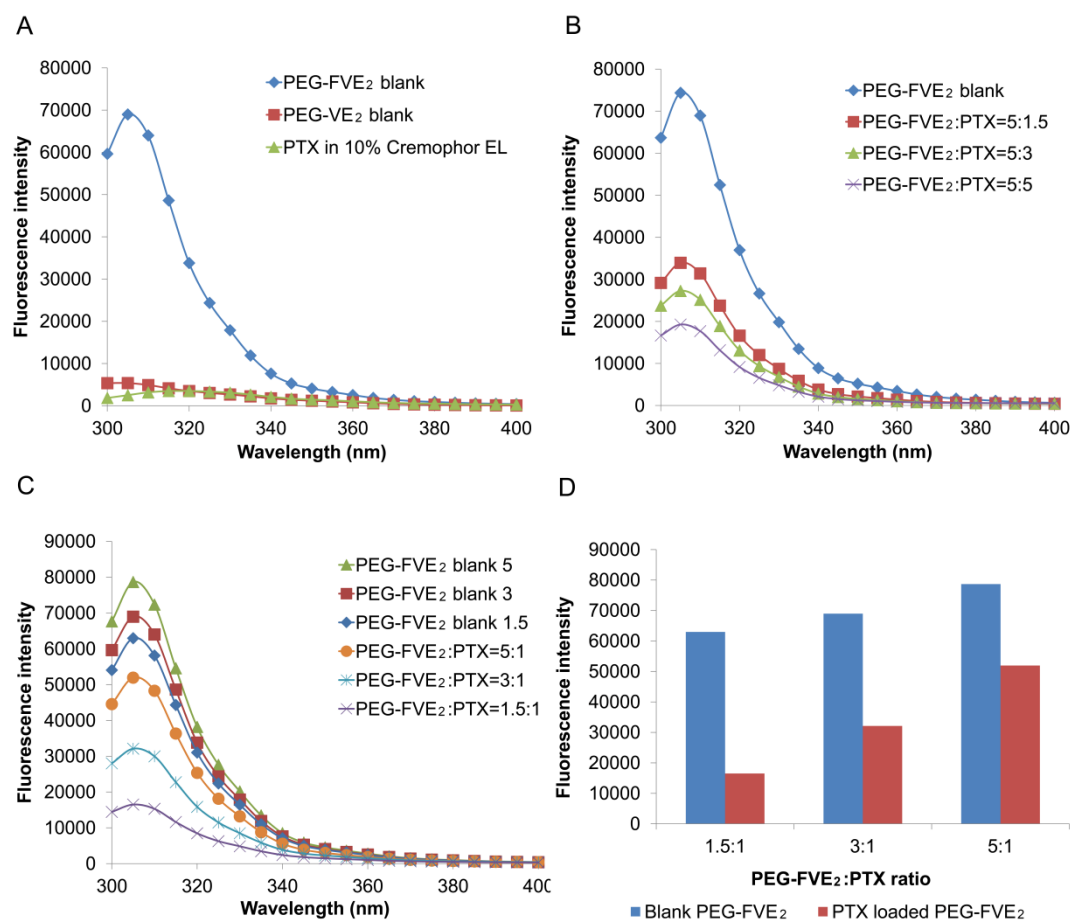 A
80000
70000
60000
50000
40000
30000
20000
10000
0
Fluorescence intensity
300 320 340 360 380 400
Wavelength (nm)
PEG-FVE₂ blank
PEG-VE₂ blank
PTX in 10% Cremophor EL
B
80000
70000
60000
50000
40000
30000
20000
10000
0
Fluorescence intensity
300 320 340 360 380 400
Wavelength (nm)
PEG-FVE₂ blank
PEG-FVE₂:PTX=5:1.5
PEG-FVE₂:PTX=5:3
PEG-FVE₂:PTX=5:5
C
90000
80000
70000
60000
50000
40000
30000
20000
10000
0
Fluorescence intensity
300 320 340 360 380 400
Wavelength (nm)
PEG-FVE₂ blank 5
PEG-FVE₂ blank 3
PEG-FVE₂ blank 1.5
PEG-FVE₂:PTX=5:1
PEG-FVE₂:PTX=3:1
PEG-FVE₂:PTX=1.5:1
D
90000
80000
70000
60000
50000
40000
30000
20000
10000
0
Fluorescence intensity
1.5:1 3:1 5:1
PEG-FVE₂:PTX ratio
Blank PEG-FVE₂ PTX loaded PEG-FVE₂